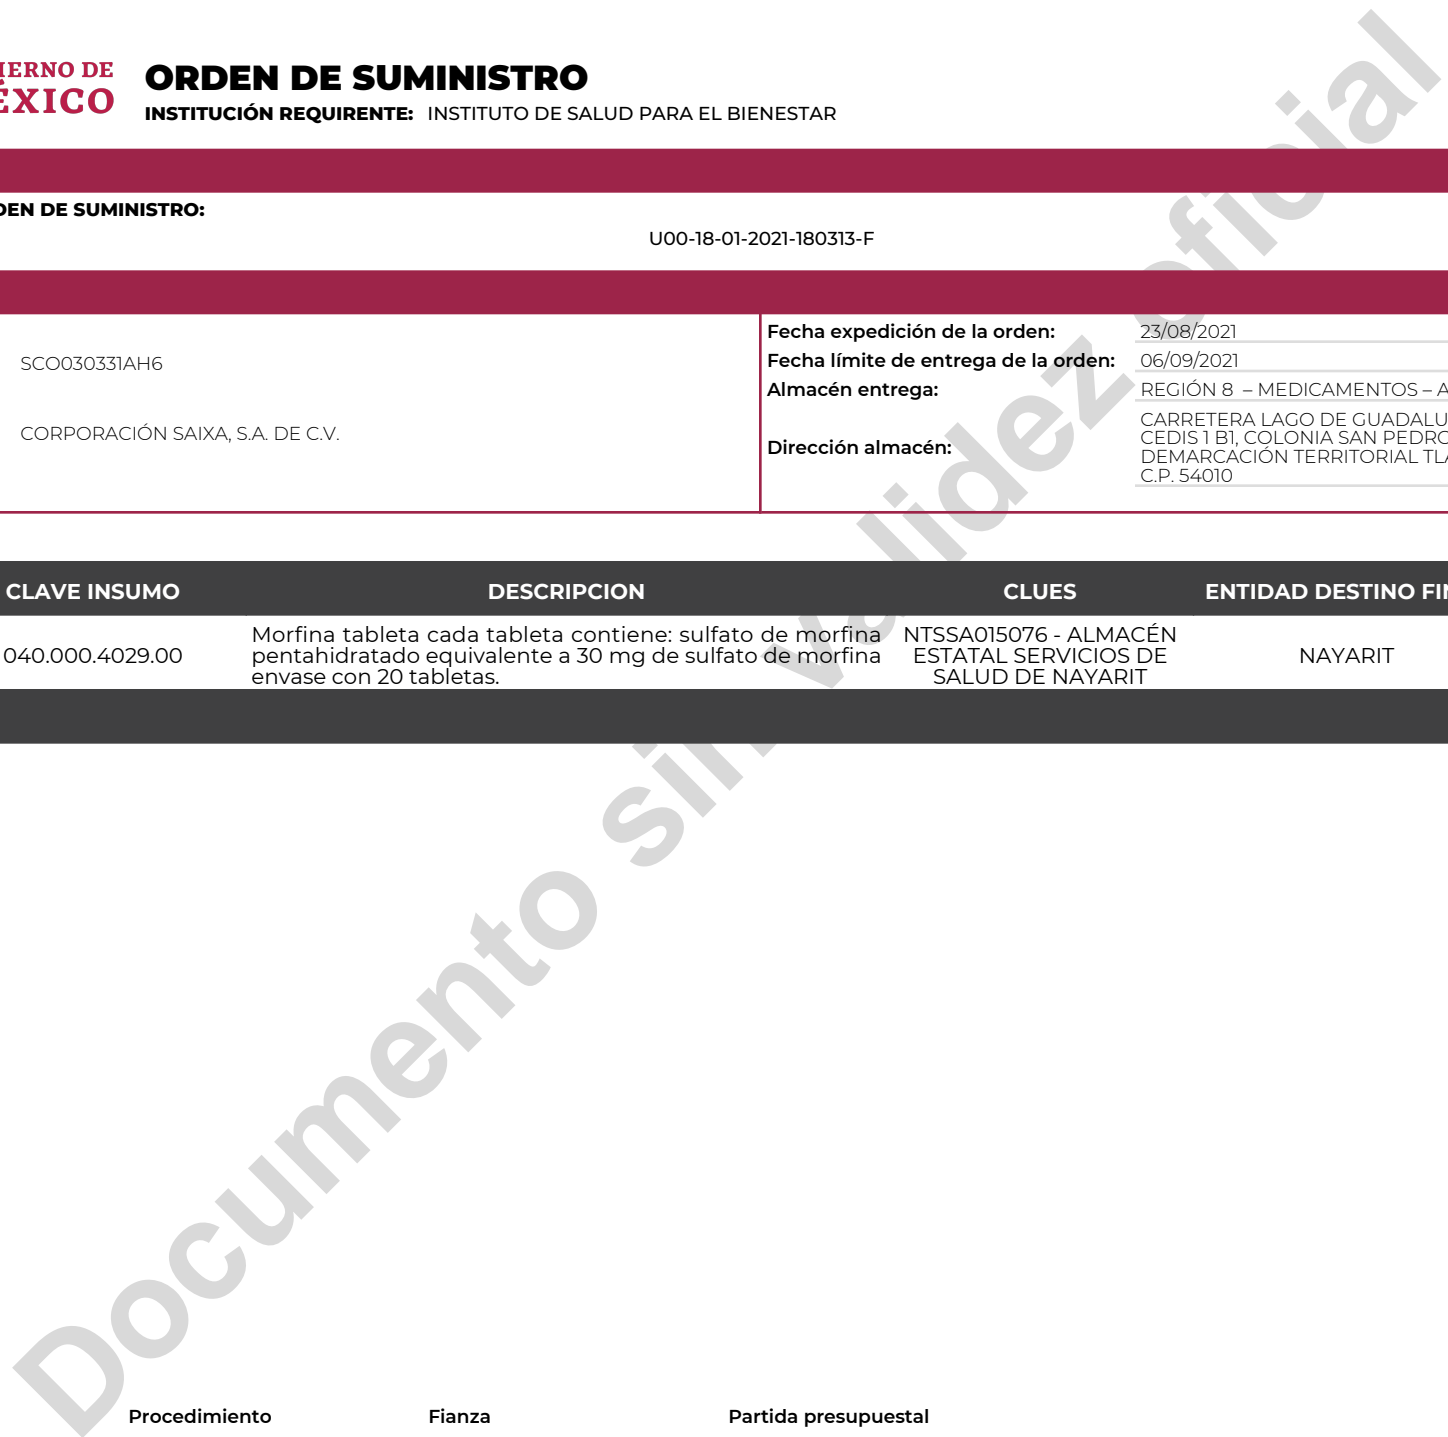 IERNO DE
ÉXICO
ORDEN DE SUMINISTRO
INSTITUCIÓN REQUIRENTE: INSTITUTO DE SALUD PARA EL BIENESTAR
DEN DE SUMINISTRO:
U00-18-01-2021-180313-F
SCO030331AH6
CORPORACIÓN SAIXA, S.A. DE C.V.
Fecha expedición de la orden: 23/08/2021
Fecha límite de entrega de la orden: 06/09/2021
Almacén entrega: REGIÓN 8 – MEDICAMENTOS – A
Dirección almacén:
CARRETERA LAGO DE GUADALU
CEDIS 1 B1, COLONIA SAN PEDRO
DEMARCACIÓN TERRITORIAL TLA
C.P. 54010
CLAVE INSUMO DESCRIPCION CLUES ENTIDAD DESTINO FIN
040.000.4029.00
Morfina tableta cada tableta contiene: sulfato de morfina
pentahidratado equivalente a 30 mg de sulfato de morfina
envase con 20 tabletas.
NTSSA015076 - ALMACÉN
ESTATAL SERVICIOS DE
SALUD DE NAYARIT
NAYARIT
Documento sin validez oficial
Procedimiento Fianza Partida presupuestal